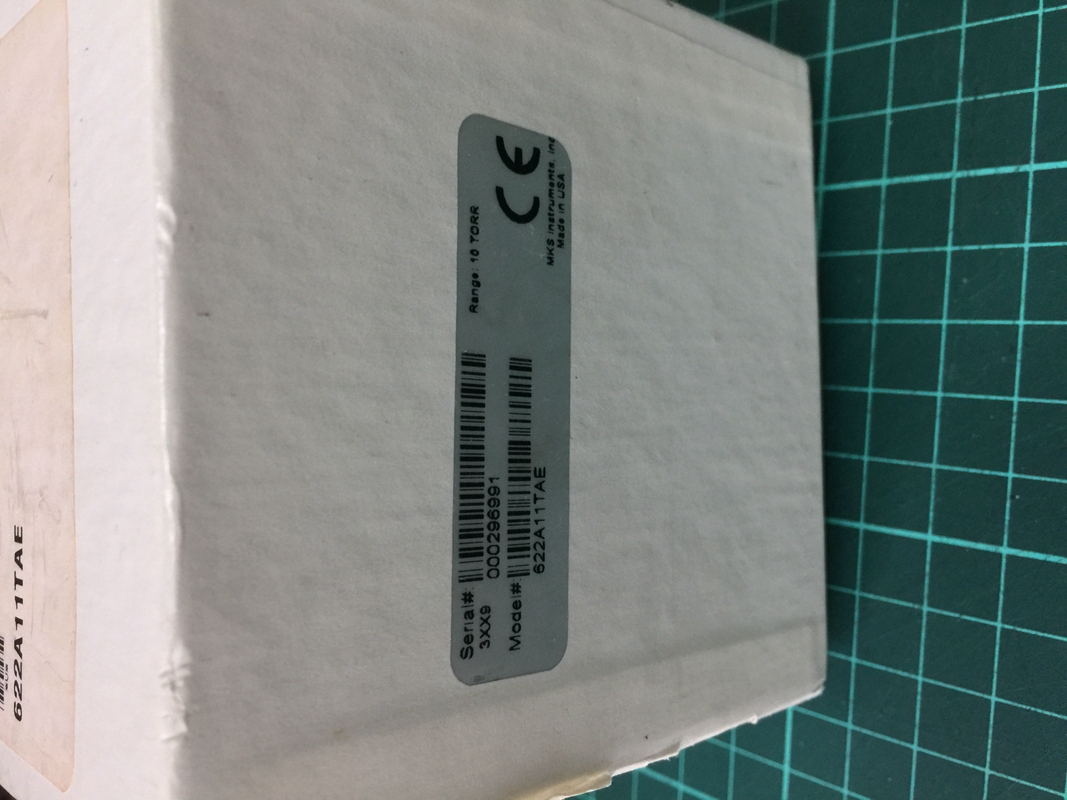 Serial#:
3XX9
000296991
Model#:
622A11TAE
Range: 10 TORR
CE
MKS Instruments, Inc
Made in USA
622A11TAE